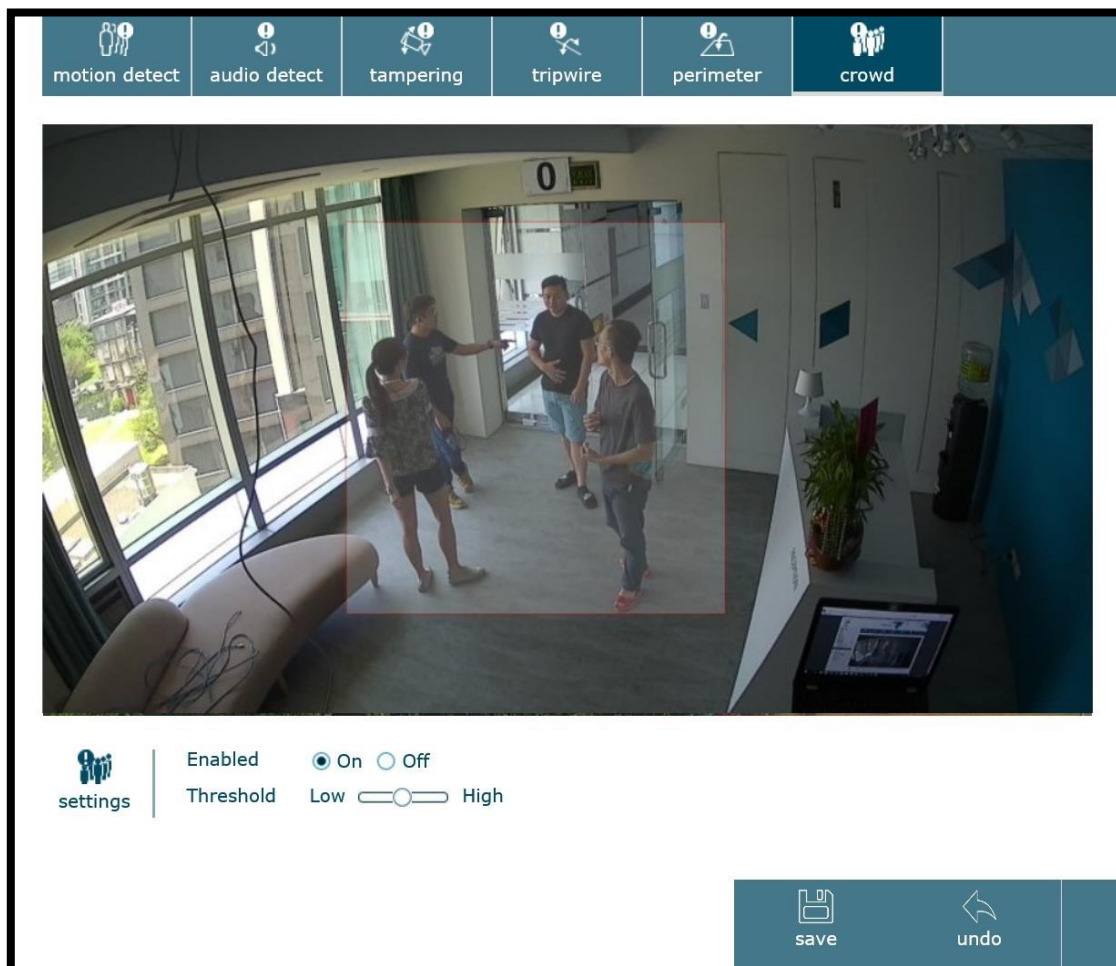 motion detect
audio detect
tampering
tripwire
perimeter
crowd
0
Enabled On Off
settings
Threshold Low High
save
undo